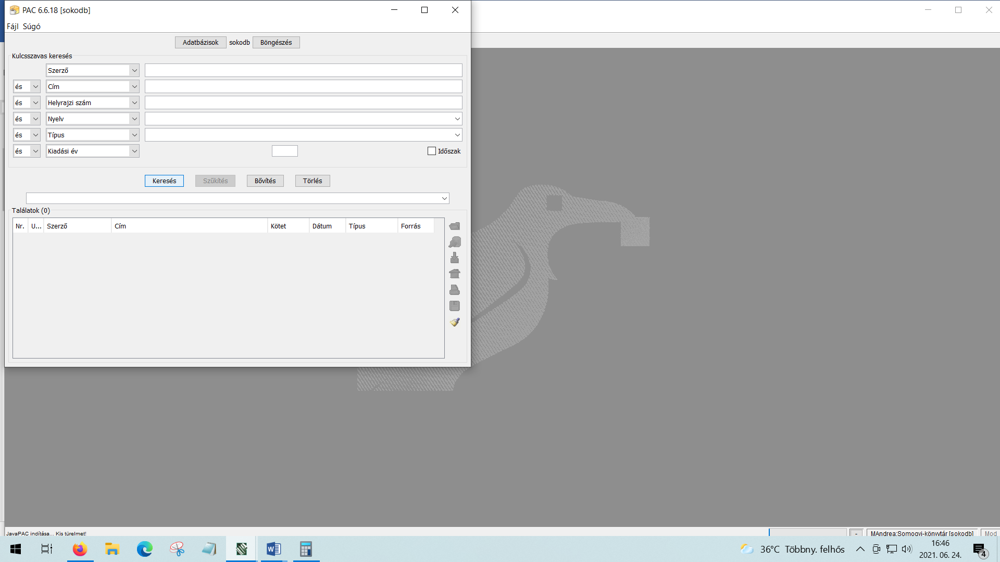 PAC 6.6.18 [sokodb]
Fájl Súgó
Adatbázisok sokodb Böngészés
Kulcsszavas keresés
Szerző
és Cím
és Helyrajzi szám
és Nyelv
és Típus
és Kiadási év Időszak
Keresés Szűkítés Bővítés Törlés
Találatok (0)
Nr. U... Szerző Cím Kötet Dátum Típus Forrás
JavaPAC indítása... Kis türelmet!
- MAndrea:Somogyi-könyvtár [sokodb] Mod
36°C Többny. felhős
16:46
2021. 06. 24.
4